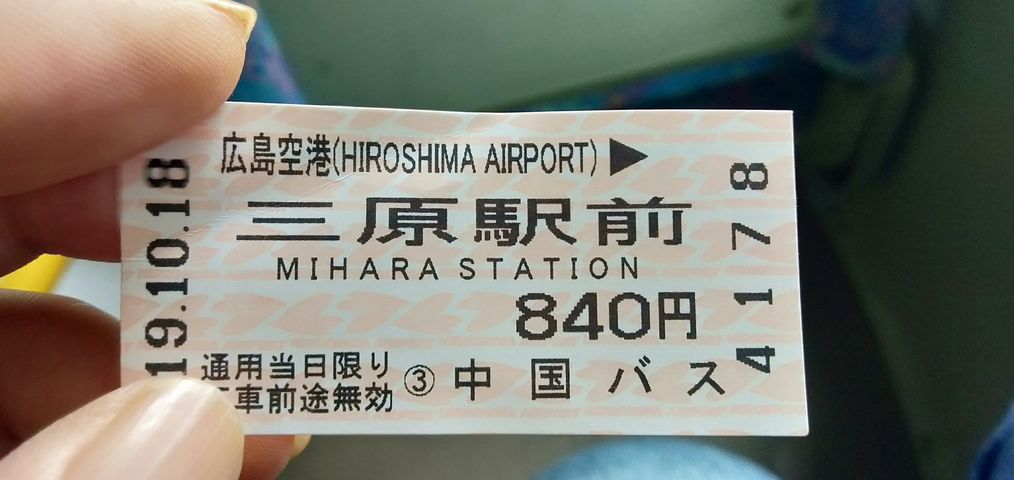 広島空港(HIROSHIMA AIRPORT)▶
三原駅前
MIHARA STATION
840円
通用当日限り
車前途無効
③中国バス
19.10.18
4178